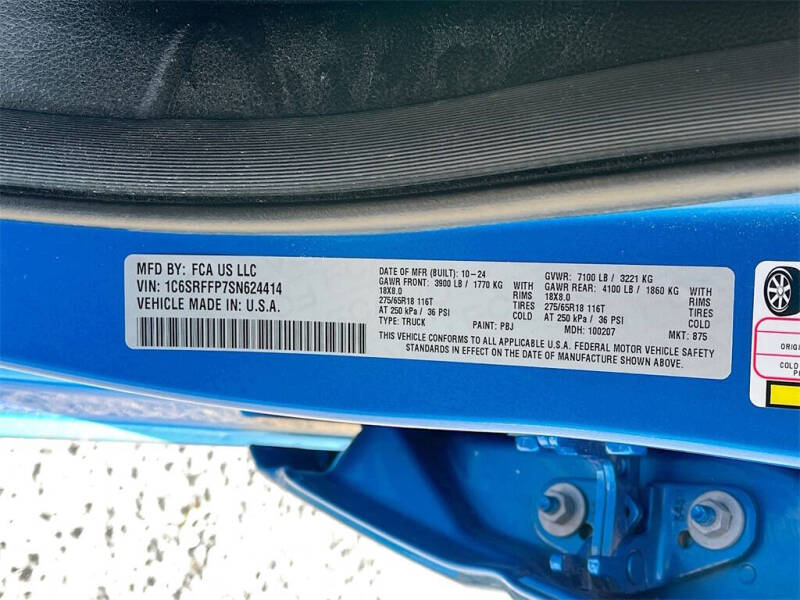 MFD BY: FCA US LLC
VIN: 1C6SRFFP7SN624414
VEHICLE MADE IN: U.S.A.
DATE OF MFR (BUILT): 10-24
GAWR FRONT: 3900 LB / 1770 KG WITH
18X8.0 RIMS
275/65R18 116T TIRES
AT 250 kPa / 36 PSI COLD
TYPE: TRUCK PAINT: PBJ
GVWR: 7100 LB / 3221 KG
GAWR REAR: 4100 LB / 1860 KG WITH
18X8.0 RIMS
275/65R18 116T TIRES
AT 250 kPa / 36 PSI COLD
MDH: 100207 MKT: 875
THIS VEHICLE CONFORMS TO ALL APPLICABLE U.S.A. FEDERAL MOTOR VEHICLE SAFETY
STANDARDS IN EFFECT ON THE DATE OF MANUFACTURE SHOWN ABOVE.
ORIGI
COLD